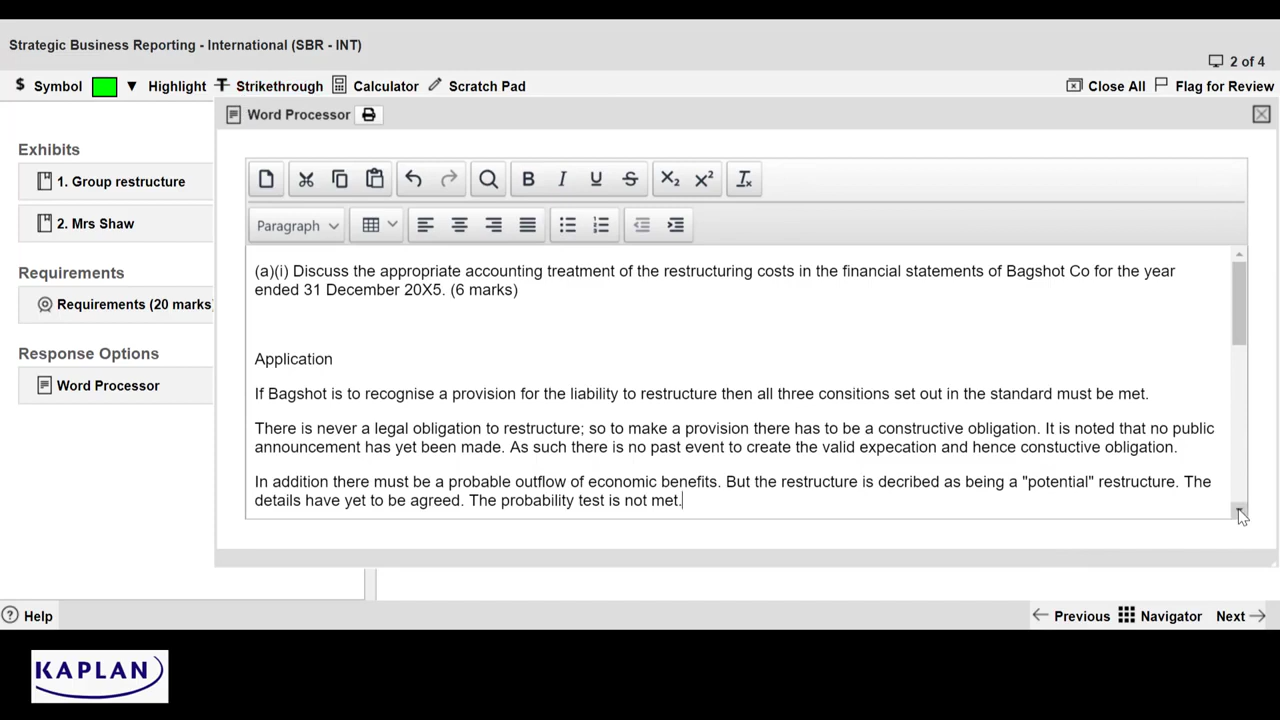 Strategic Business Reporting - International (SBR - INT)
2 of 4
$ Symbol Highlight Strikethrough Calculator Scratch Pad Close All Flag for Review
Word Processor
Exhibits
1. Group restructure
2. Mrs Shaw
Requirements
Requirements (20 marks)
Response Options
Word Processor
B I U S X₂ X² Ix
Paragraph
(a)(i) Discuss the appropriate accounting treatment of the restructuring costs in the financial statements of Bagshot Co for the year
ended 31 December 20X5. (6 marks)
Application
If Bagshot is to recognise a provision for the liability to restructure then all three consitions set out in the standard must be met.
There is never a legal obligation to restructure; so to make a provision there has to be a constructive obligation. It is noted that no public
announcement has yet been made. As such there is no past event to create the valid expecation and hence constuctive obligation.
In addition there must be a probable outflow of economic benefits. But the restructure is decribed as being a "potential" restructure. The
details have yet to be agreed. The probability test is not met.
Help
Previous Navigator Next
KAPLAN